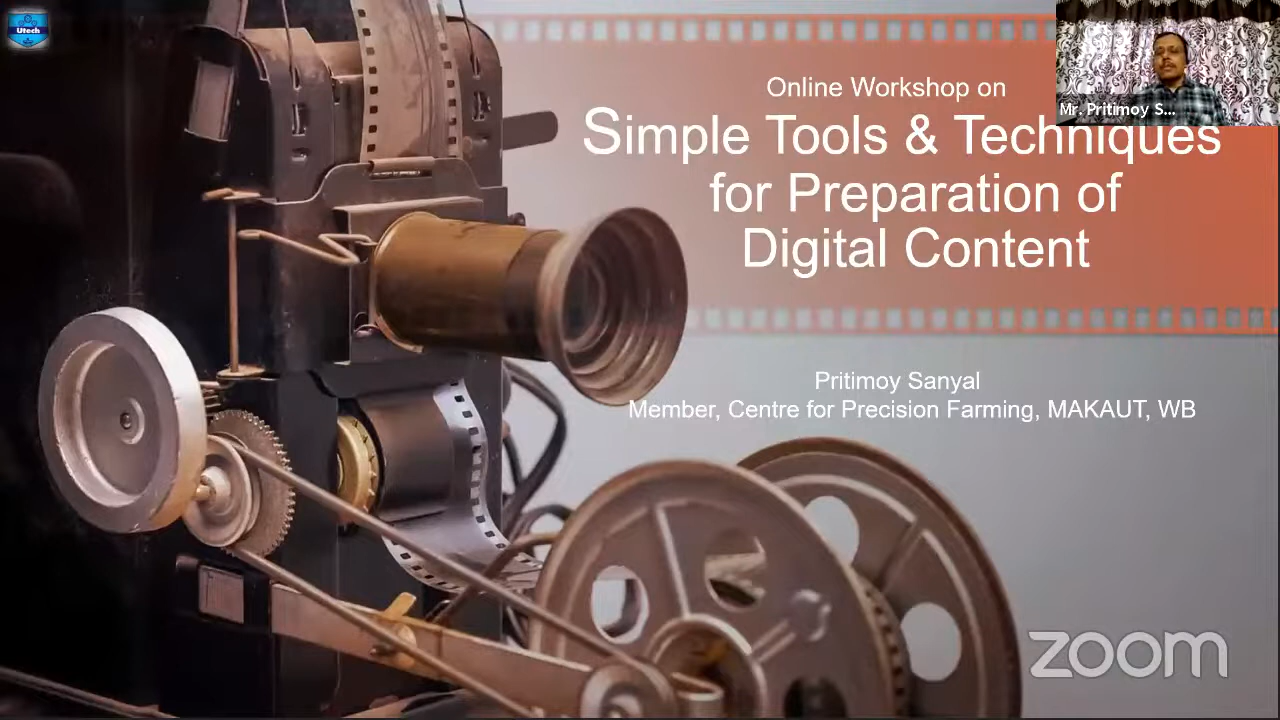 Utech
Online Workshop on
Simple Tools & Techniques
for Preparation of
Digital Content
Mr. Pritimoy S...
Pritimoy Sanyal
Member, Centre for Precision Farming, MAKAUT, WB
zoom